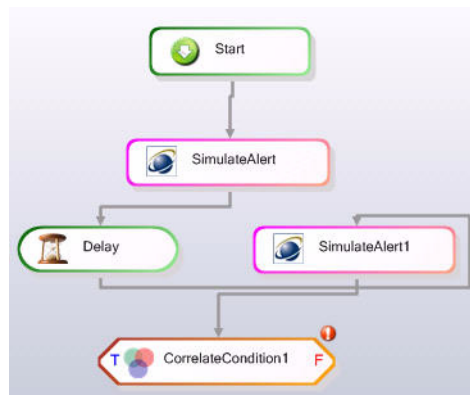 Start
SimulateAlert
Delay
SimulateAlert1
T CorrelateCondition1 F